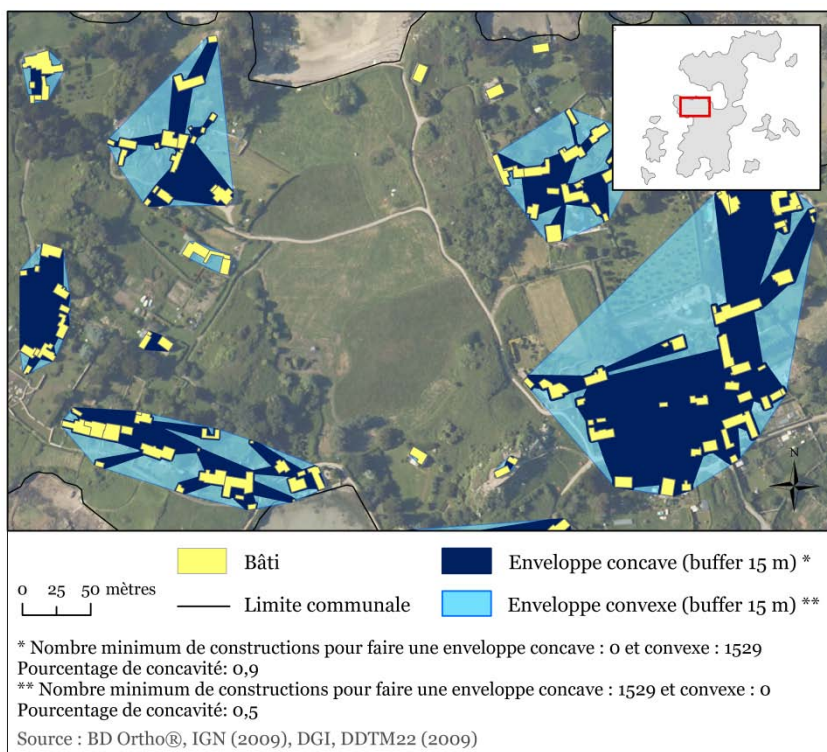 N
Bâti
Enveloppe concave (buffer 15 m) *
0 25 50 mètres
Limite communale
Enveloppe convexe (buffer 15 m) **
* Nombre minimum de constructions pour faire une enveloppe concave : 0 et convexe : 1529
Pourcentage de concavité: 0,9
** Nombre minimum de constructions pour faire une enveloppe concave : 1529 et convexe : 0
Pourcentage de concavité: 0,5
Source : BD Ortho®, IGN (2009), DGI, DDTM22 (2009)